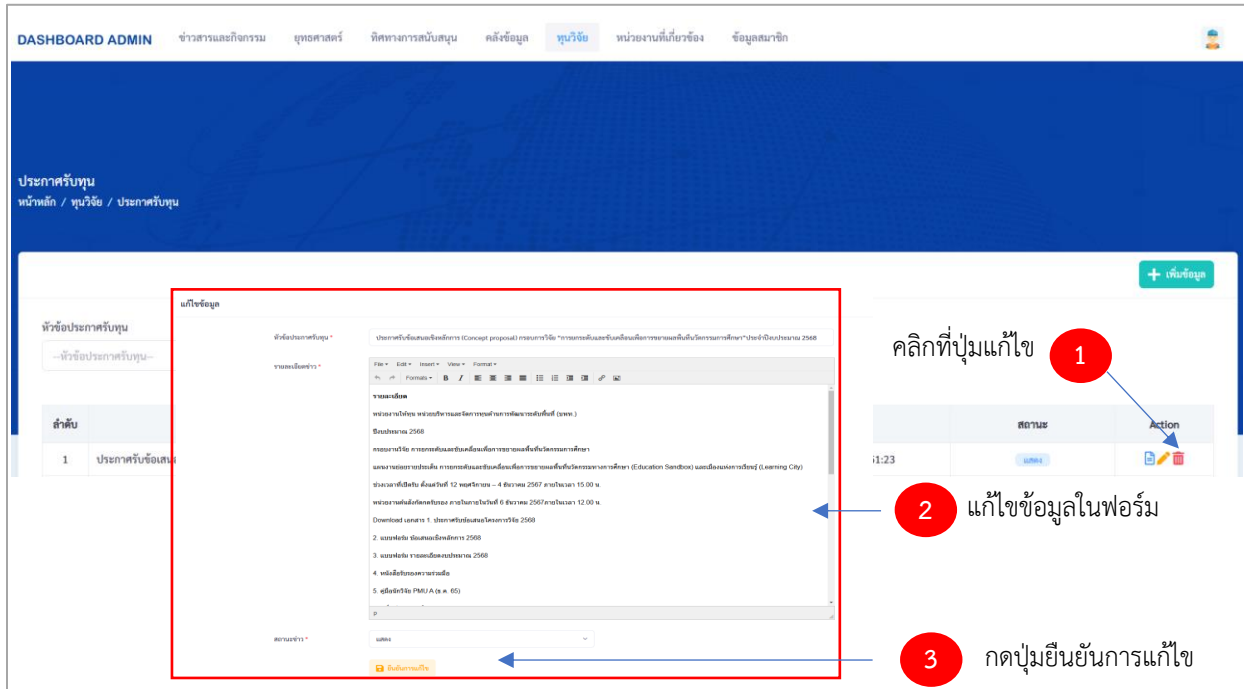 DASHBOARD ADMIN ข่าวสารและกิจกรรม ยุทธศาสตร์ ทิศทางการสนับสนุน คลังข้อมูล ทุนวิจัย หน่วยงานที่เกี่ยวข้อง ข้อมูลสมาชิก
ประกาศรับทุน
หน้าหลัก / ทุนวิจัย / ประกาศรับทุน
เพิ่มข้อมูล
หัวข้อประกาศรับทุน
--หัวข้อประกาศรับทุน--
ลำดับ สถานะ Action
1 ประกาศรับข้อเสน 51:23 แสดง
แก้ไขข้อมูล
หัวข้อประกาศรับทุน * ประกาศรับข้อเสนอเชิงหลักการ (Concept proposal) กรอบการวิจัย "การยกระดับและขับเคลื่อนเพื่อการขยายผลพื้นที่นวัตกรรมการศึกษา" ประจำปีงบประมาณ 2568
รายละเอียดข่าว * File Edit Insert View Format
Formats B I
รายละเอียด
หน่วยงานให้ทุน หน่วยบริหารและจัดการทุนด้านการพัฒนาระดับพื้นที่ (บพท.)
ปีงบประมาณ 2568
กรอบงานวิจัย การยกระดับและขับเคลื่อนเพื่อการขยายผลพื้นที่นวัตกรรมการศึกษา
แผนงานย่อยรายประเด็น การยกระดับและขับเคลื่อนเพื่อการขยายผลพื้นที่นวัตกรรมทางการศึกษา (Education Sandbox) และเมืองแห่งการเรียนรู้ (Learning City)
ช่วงเวลาที่เปิดรับ ตั้งแต่วันที่ 12 พฤศจิกายน – 4 ธันวาคม 2567 ภายในเวลา 15.00 น.
หน่วยงานต้นสังกัดกดรับรอง ภายในภายในวันที่ 6 ธันวาคม 2567ภายในเวลา 12.00 น.
Download เอกสาร 1. ประกาศรับข้อเสนอโครงการวิจัย 2568
2. แบบฟอร์ม ข้อเสนอเชิงหลักการ 2568
3. แบบฟอร์ม รายละเอียดงบประมาณ 2568
4. หนังสือรับรองความร่วมมือ
5. คู่มือนักวิจัย PMU A (ธ.ค. 65)
P
สถานะข่าว * แสดง
ยืนยันการแก้ไข
คลิกที่ปุ่มแก้ไข 1
2 แก้ไขข้อมูลในฟอร์ม
3 กดปุ่มยืนยันการแก้ไข